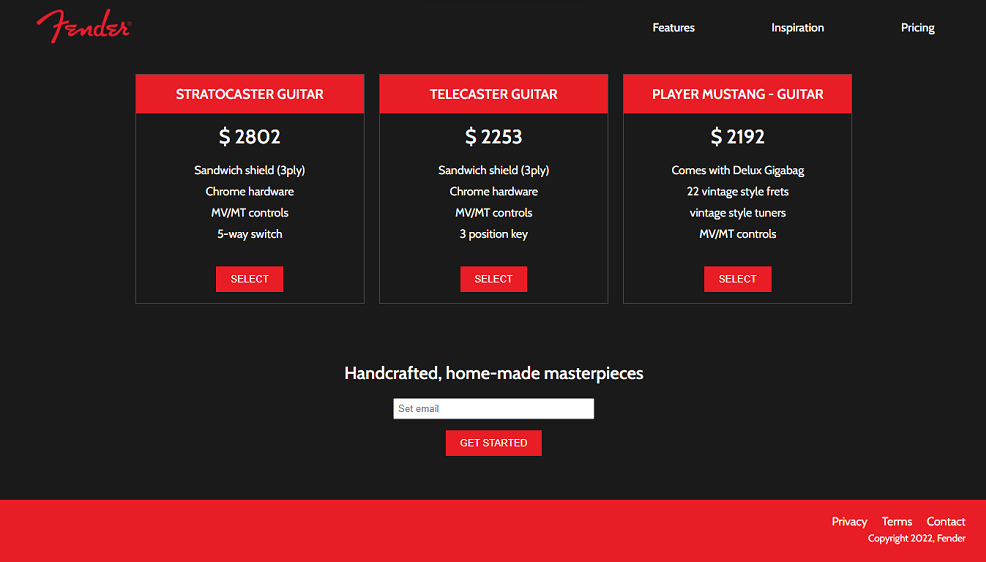 Fender
Features Inspiration Pricing
STRATOCASTER GUITAR
$ 2802
Sandwich shield (3ply)
Chrome hardware
MV/MT controls
5-way switch
SELECT
TELECASTER GUITAR
$ 2253
Sandwich shield (3ply)
Chrome hardware
MV/MT controls
3 position key
SELECT
PLAYER MUSTANG - GUITAR
$ 2192
Comes with Delux Gigabag
22 vintage style frets
vintage style tuners
MV/MT controls
SELECT
Handcrafted, home-made masterpieces
Set email
GET STARTED
Privacy Terms Contact
Copyright 2022, Fender